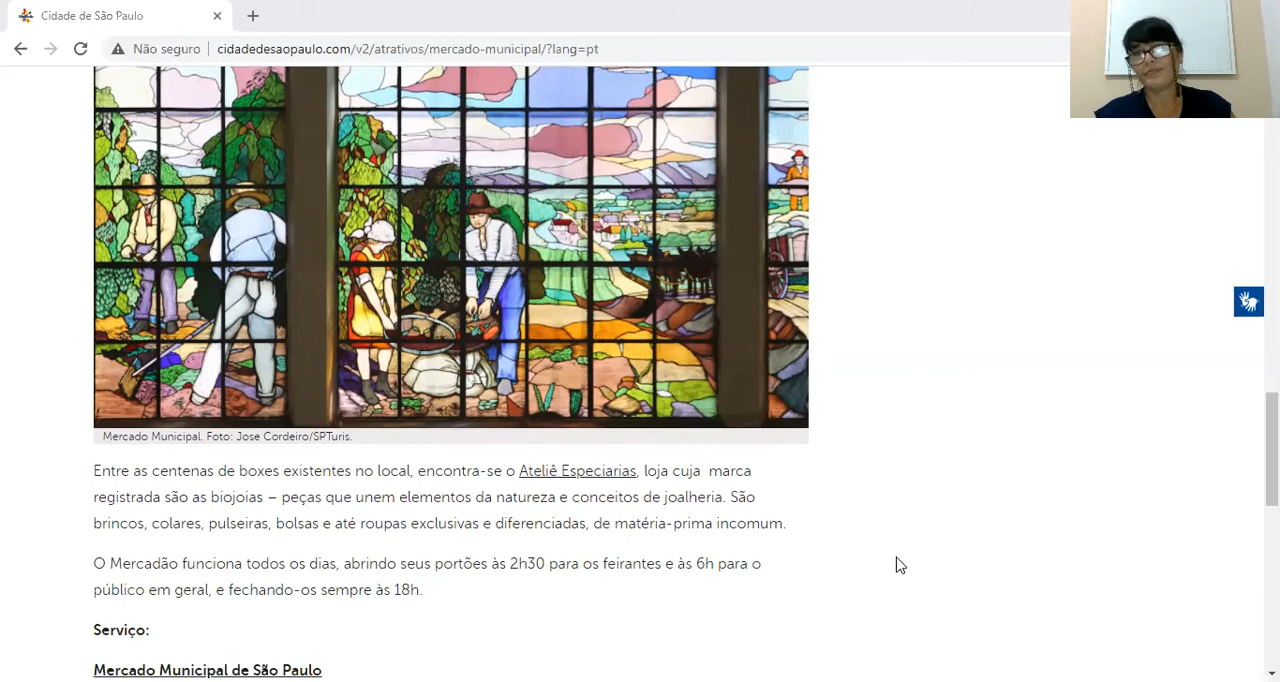 Cidade de São Paulo
Não seguro
cidadedesaopaulo.com/v2/atrativos/mercado-municipal/?lang=pt
Mercado Municipal. Foto: Jose Cordeiro/SPTuris.
Entre as centenas de boxes existentes no local, encontra-se o Ateliê Especiarias, loja cuja marca
registrada são as biojoias – peças que unem elementos da natureza e conceitos de joalheria. São
brincos, colares, pulseiras, bolsas e até roupas exclusivas e diferenciadas, de matéria-prima incomum.
O Mercadão funciona todos os dias, abrindo seus portões às 2h30 para os feirantes e às 6h para o
público em geral, e fechando-os sempre às 18h.
Serviço:
Mercado Municipal de São Paulo